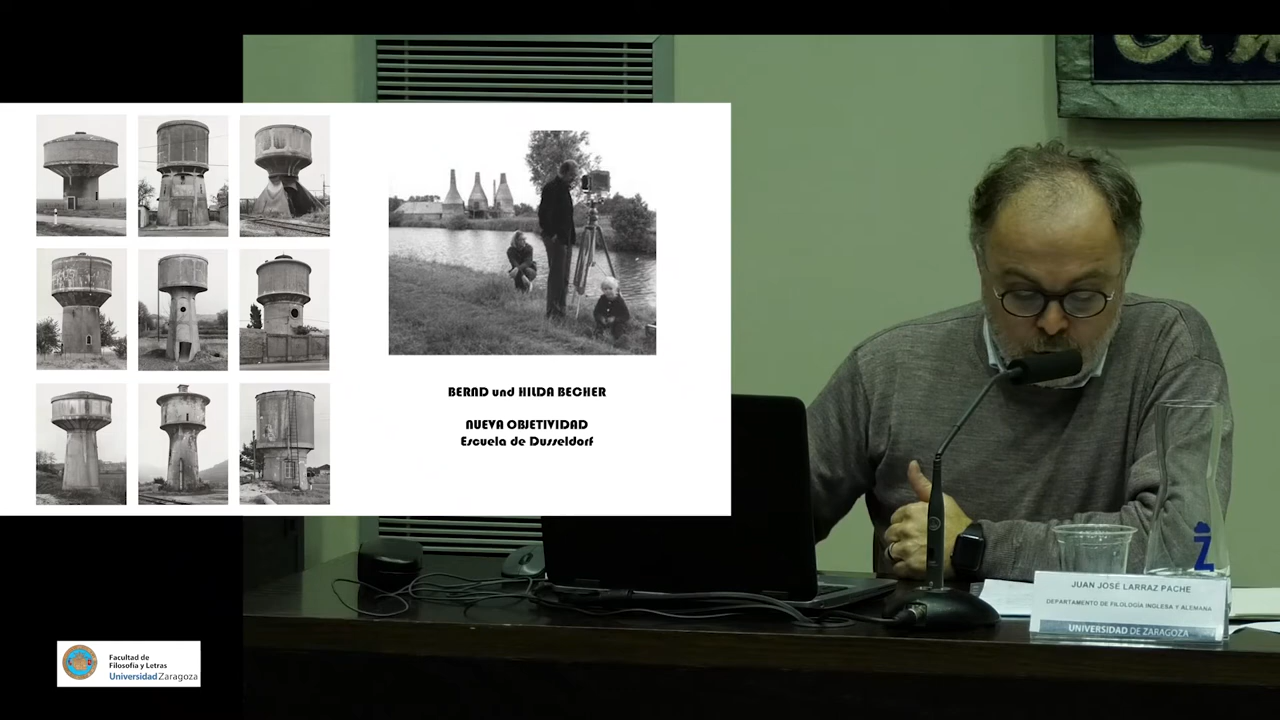 BERND und HILDA BECHER
NUEVA OBJETIVIDAD
Escuela de Dusseldorf
JUAN JOSÉ LARRAZ PACHE
DEPARTAMENTO DE FILOLOGÍA INGLESA Y ALEMANA
UNIVERSIDAD DE ZARAGOZA
Z
Facultad de
Filosofía y Letras
Universidad Zaragoza